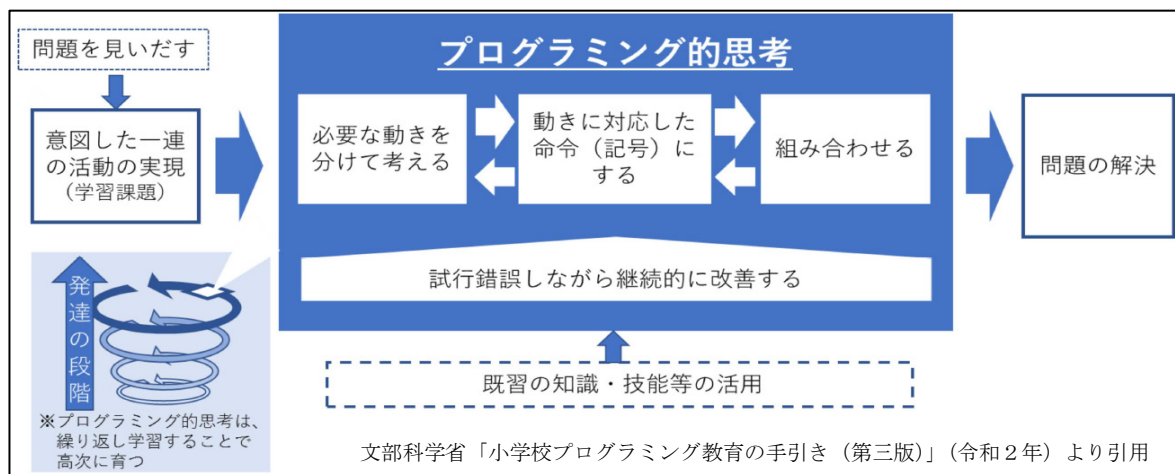 問題を見いだす
意図した一連
の活動の実現
（学習課題）
プログラミング的思考
必要な動きを
分けて考える
動きに対応した
命令（記号）に
する
組み合わせる
試行錯誤しながら継続的に改善する
問題の解決
発達の段階
※プログラミング的思考は、
繰り返し学習することで
高次に育つ
既習の知識・技能等の活用
文部科学省「小学校プログラミング教育の手引き（第三版）」（令和２年）より引用